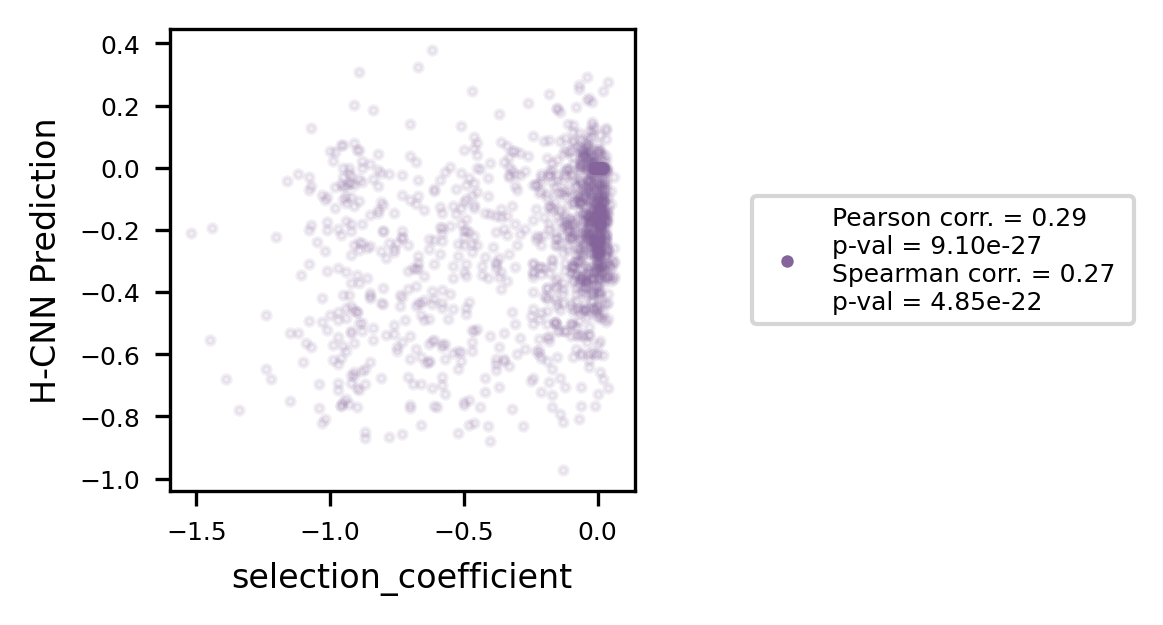 0.4
0.2
0.0
−0.2
−0.4
−0.6
−0.8
−1.0
H-CNN Prediction
−1.5
−1.0
−0.5
0.0
selection_coefficient
Pearson corr. = 0.29
p-val = 9.10e-27
Spearman corr. = 0.27
p-val = 4.85e-22